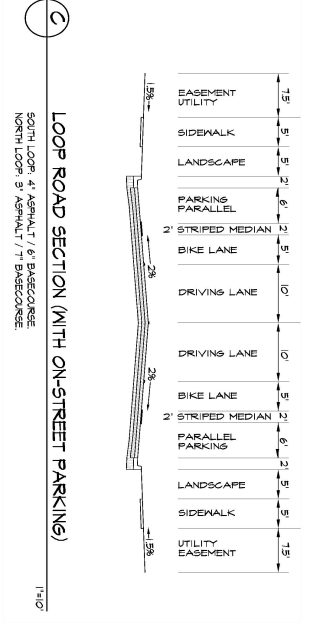 7.5'
EASEMENT
UTILITY
5'
SIDEWALK
5'
LANDSCAPE
2'
6'
PARKING
PARALLEL
2'
2' STRIPED MEDIAN
5'
BIKE LANE
10'
DRIVING LANE
10'
DRIVING LANE
5'
BIKE LANE
2'
2' STRIPED MEDIAN
6'
PARALLEL
PARKING
2'
5'
LANDSCAPE
5'
SIDEWALK
7.5'
UTILITY
EASEMENT
1.5%
2%
2%
1.5%
C
LOOP ROAD SECTION (WITH ON-STREET PARKING)
1"=10'
SOUTH LOOP: 4" ASPHALT / 6" BASECOURSE.
NORTH LOOP: 3" ASPHALT / 7" BASECOURSE.